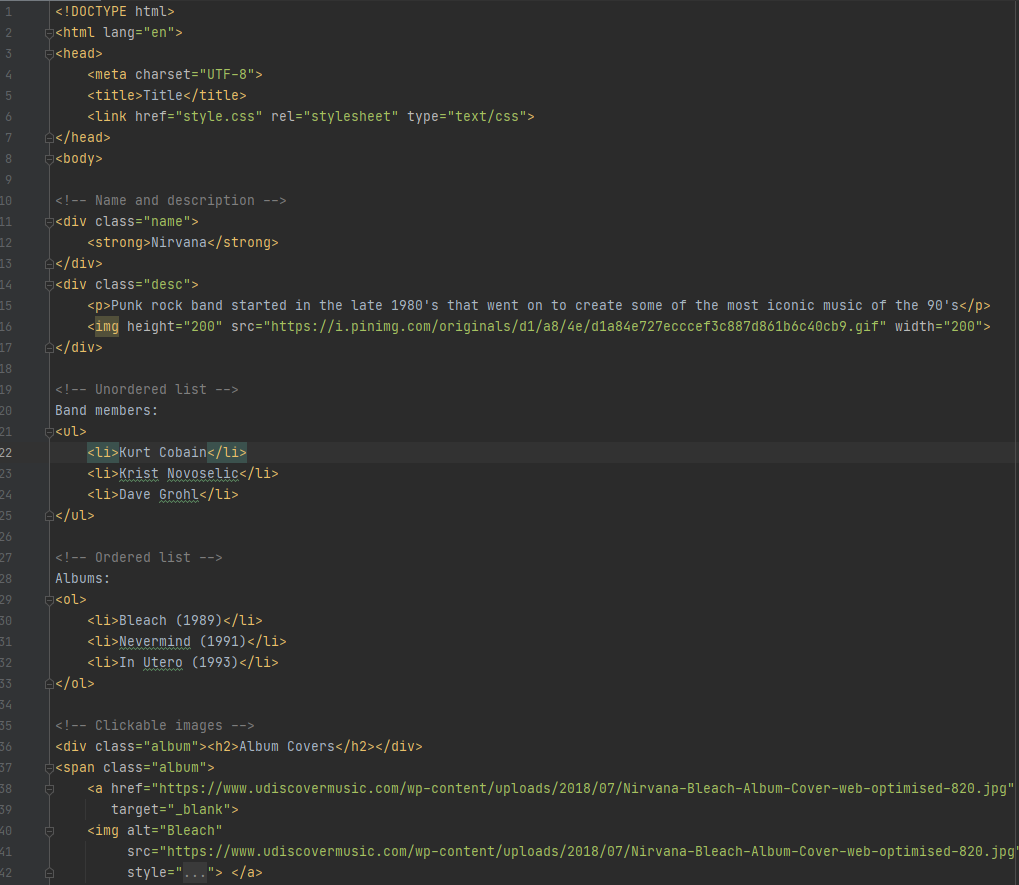 1 <!DOCTYPE html>
2 <html lang="en">
3 <head>
4 <meta charset="UTF-8">
5 <title>Title</title>
6 <link href="style.css" rel="stylesheet" type="text/css">
7 </head>
8 <body>
9
10 <!-- Name and description -->
11 <div class="name">
12 <strong>Nirvana</strong>
13 </div>
14 <div class="desc">
15 <p>Punk rock band started in the late 1980's that went on to create some of the most iconic music of the 90's</p>
16 <img height="200" src="https://i.pinimg.com/originals/d1/a8/4e/d1a84e727ecccef3c887d861b6c40cb9.gif" width="200">
17 </div>
18
19 <!-- Unordered list -->
20 Band members:
21 <ul>
22 <li>Kurt Cobain</li>
23 <li>Krist Novoselic</li>
24 <li>Dave Grohl</li>
25 </ul>
26
27 <!-- Ordered list -->
28 Albums:
29 <ol>
30 <li>Bleach (1989)</li>
31 <li>Nevermind (1991)</li>
32 <li>In Utero (1993)</li>
33 </ol>
34
35 <!-- Clickable images -->
36 <div class="album"><h2>Album Covers</h2></div>
37 <span class="album">
38 <a href="https://www.udiscovermusic.com/wp-content/uploads/2018/07/Nirvana-Bleach-Album-Cover-web-optimised-820.jpg"
39 target="_blank">
40 <img alt="Bleach"
41 src="https://www.udiscovermusic.com/wp-content/uploads/2018/07/Nirvana-Bleach-Album-Cover-web-optimised-820.jpg"
42 style="..."> </a>